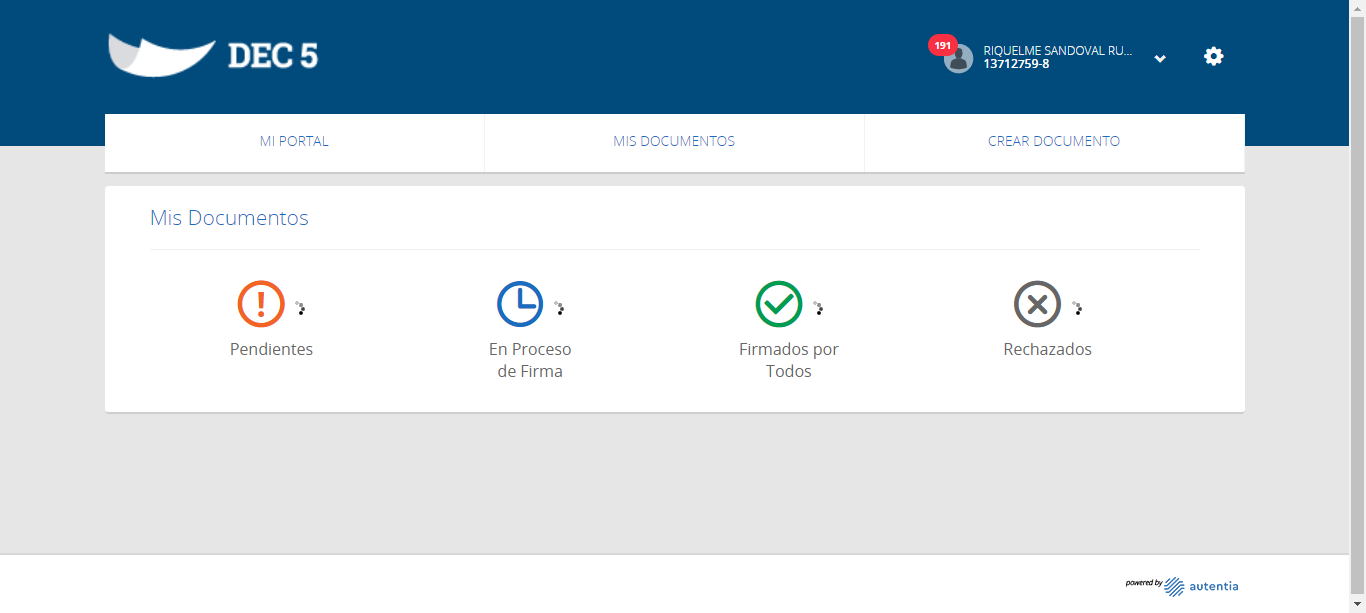 DEC 5
191
RIQUELME SANDOVAL RU...
13712759-8
MI PORTAL
MIS DOCUMENTOS
CREAR DOCUMENTO
Mis Documentos
Pendientes
En Proceso
de Firma
Firmados por
Todos
Rechazados
powered by autentia